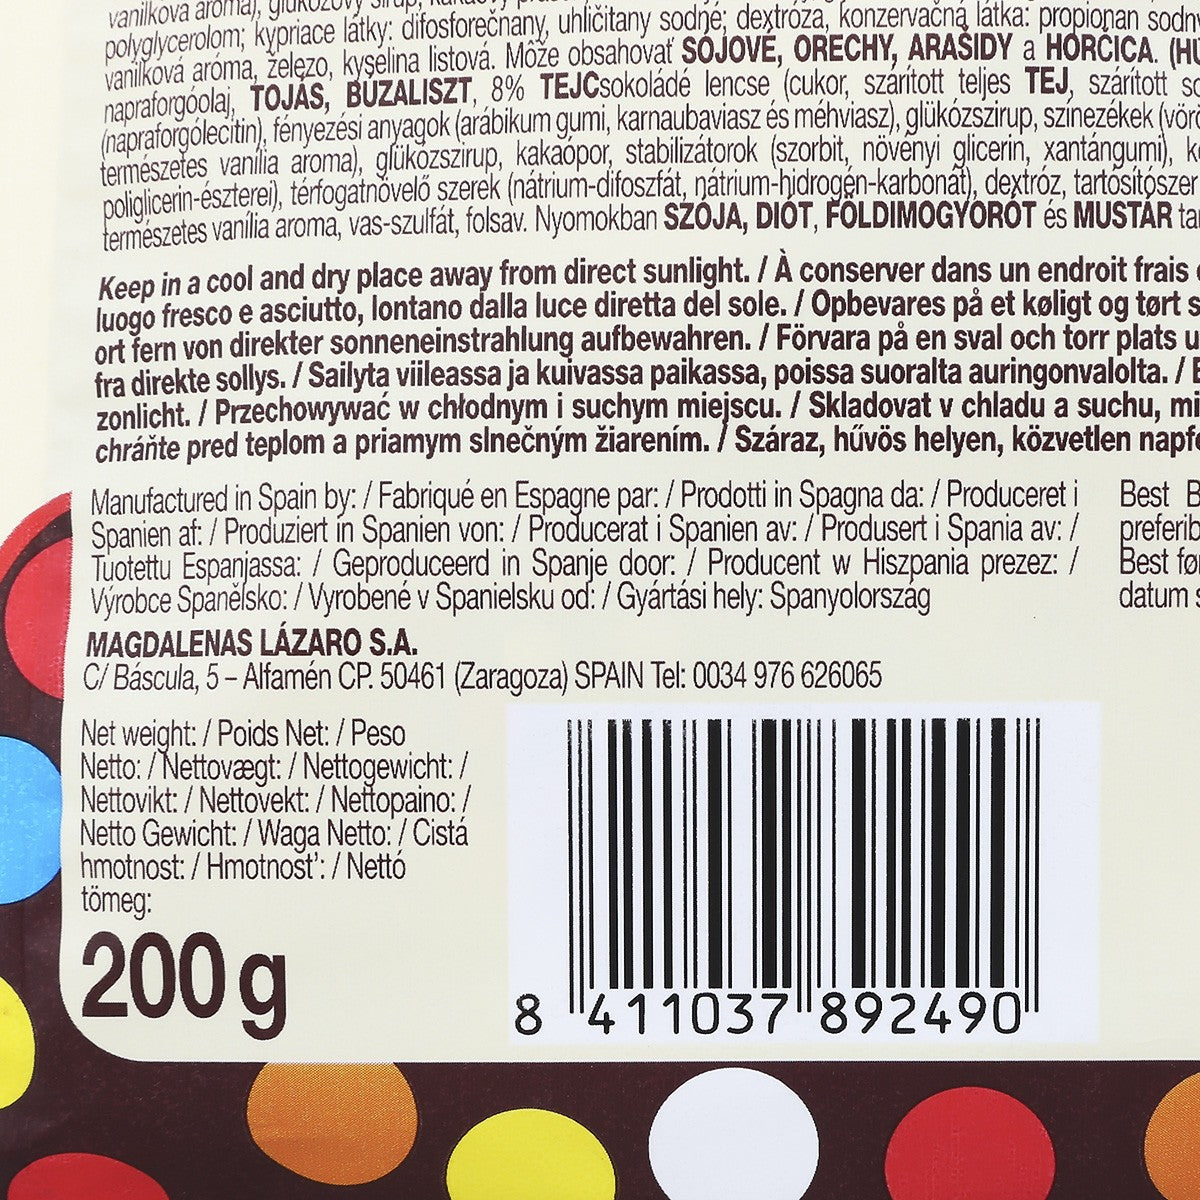 vanilková aróma), glukózový sirup, kakaový
polyglycerolom; kypriace látky: difosforečnany, uhličitany sodné; dextróza, konzervačná látka: propionan sodn
vanilková aróma, železo, kyselina listová. Môže obsahovať SÓJOVÉ, ORECHY, ARAŠIDY a HORČICA. (HU
napraforgóolaj, TOJÁS, BÚZALISZT, 8% TEJCsokoládé lencse (cukor, szárított teljes TEJ, szárított so
(napraforgólecitin), fényezési anyagok (arábikum gumi, karnaubaviasz és méhviasz), glükózszirup, színezékek (vörö
természetes vanília aroma), glükózszirup, kakaópor, stabilizátorok (szorbit, növényi glicerin, xantángumi), k
poliglicerin-észterei), térfogatnövelő szerek (nátrium-difoszfát, nátrium-hidrogén-karbonát), dextróz, tartósítószer
természetes vanília aroma, vas-szulfát, folsav. Nyomokban SZÓJA, DIÓT, FÖLDIMOGYORÓT és MUSTÁR ta
Keep in a cool and dry place away from direct sunlight. / À conserver dans un endroit frais
luogo fresco e asciutto, lontano dalla luce diretta del sole. / Opbevares på et køligt og tørt s
ort fern von direkter sonneneinstrahlung aufbewahren. / Förvara på en sval och torr plats u
fra direkte sollys. / Sailyta viileassa ja kuivassa paikassa, poissa suoralta auringonvalolta. / B
zonlicht. / Przechowywać w chłodnym i suchym miejscu. / Skladovat v chladu a suchu, mi
chráňte pred teplom a priamym slnečným žiarením. / Száraz, hűvös helyen, közvetlen napfé
Manufactured in Spain by: / Fabriqué en Espagne par: / Prodotti in Spagna da: / Produceret i
Spanien af: / Produziert in Spanien von: / Producerat i Spanien av: / Produsert i Spania av: /
Tuotettu Espanjassa: / Geproduceerd in Spanje door: / Producent w Hiszpania prezez: /
Výrobce Španělsko: / Vyrobené v Spanielsku od: / Gyártási hely: Spanyolország
Best B
preferib
Best fø
datum s
MAGDALENAS LÁZARO S.A.
C/ Báscula, 5 – Alfamén CP. 50461 (Zaragoza) SPAIN Tel: 0034 976 626065
Net weight: / Poids Net: / Peso
Netto: / Nettovægt: / Nettogewicht: /
Nettovikt: / Nettovekt: / Nettopaino: /
Netto Gewicht: / Waga Netto: / Cistá
hmotnost: / Hmotnost': / Nettó
tömeg:
200 g
8 411037 892490